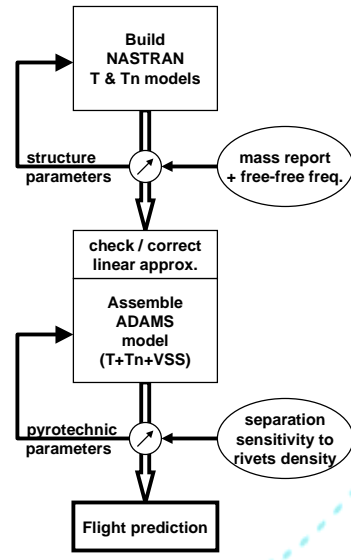 Build
NASTRAN
T & Tn models
structure
parameters
mass report
+ free-free freq.
check / correct
linear approx.
Assemble
ADAMS
model
(T+Tn+VSS)
pyrotechnic
parameters
separation
sensitivity to
rivets density
Flight prediction